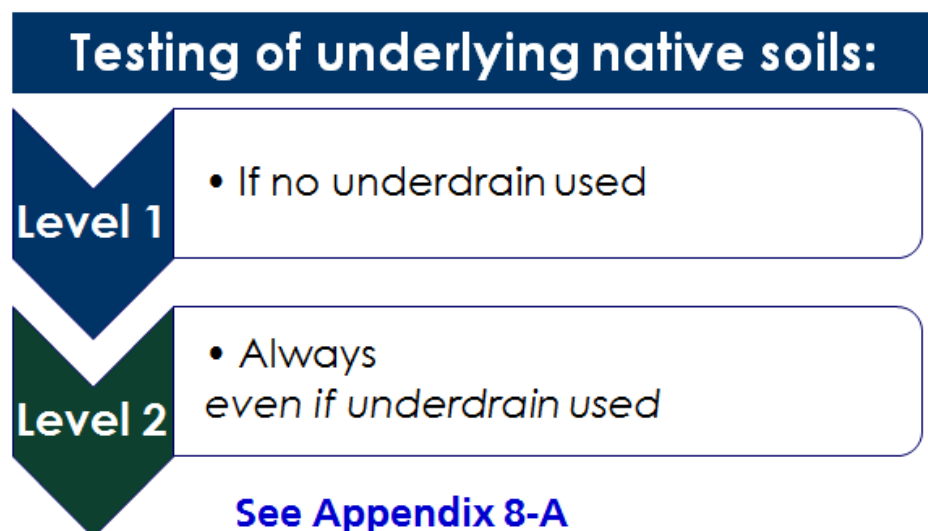 Testing of underlying native soils:
Level 1
• If no underdrain used
Level 2
• Always
even if underdrain used
See Appendix 8-A